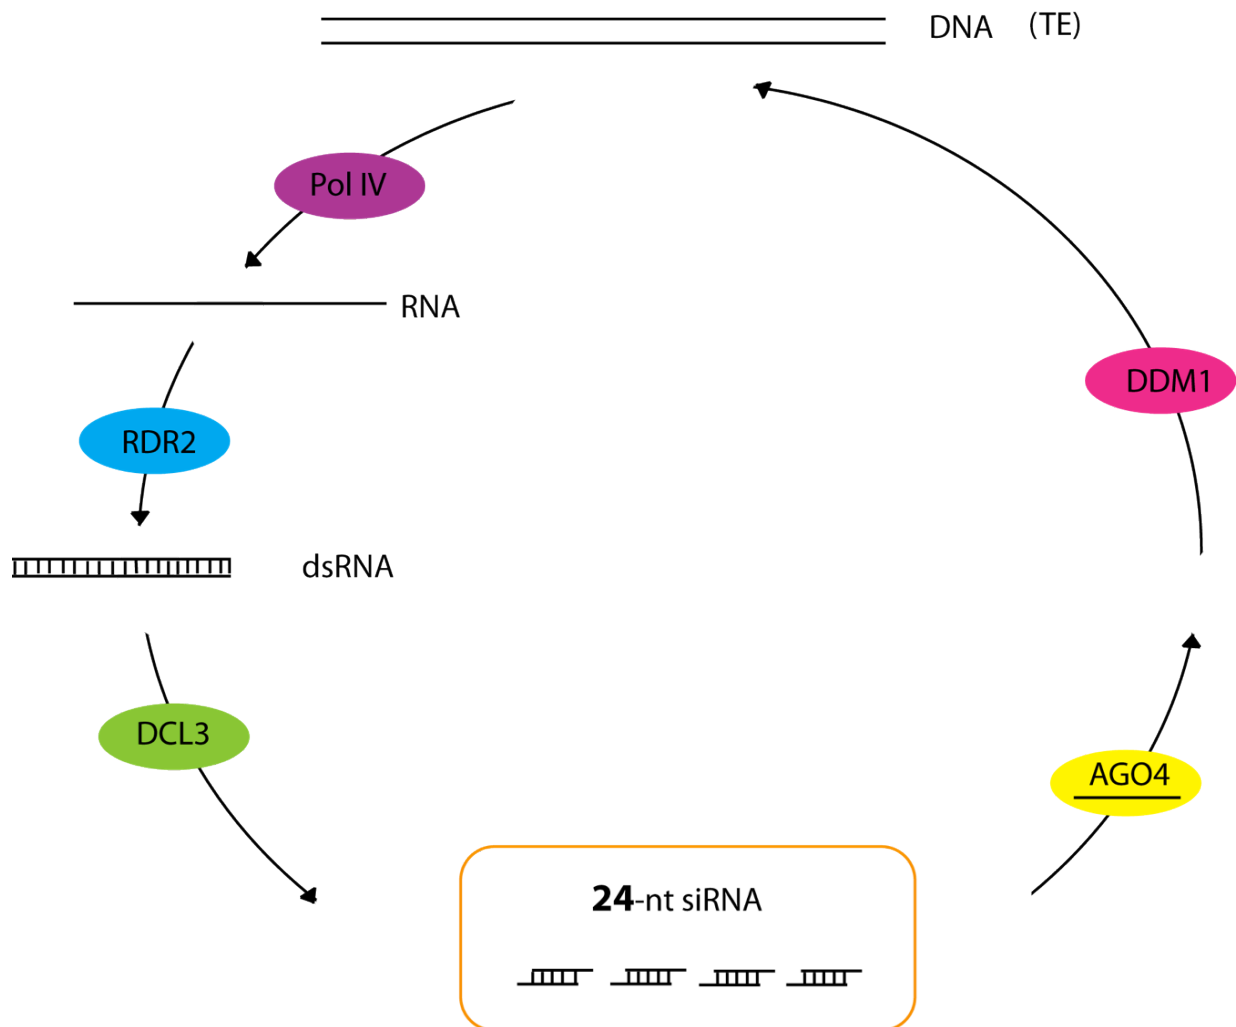 DNA (TE)
Pol IV
RNA
DDM1
RDR2
dsRNA
DCL3
AGO4
24-nt siRNA